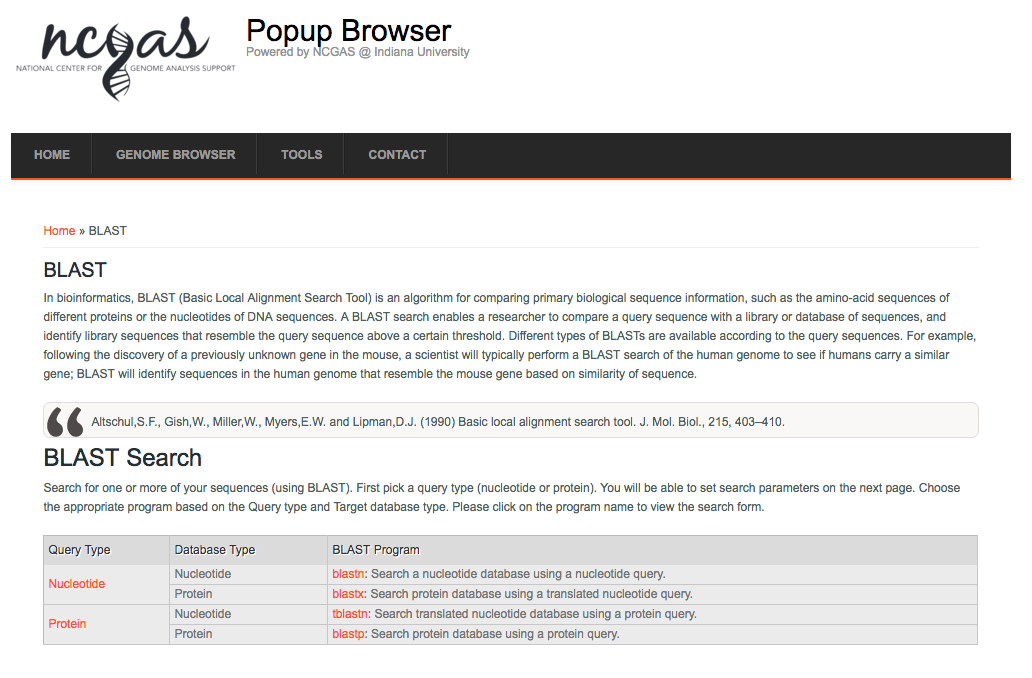 ncgas
NATIONAL CENTER FOR GENOME ANALYSIS SUPPORT
Popup Browser
Powered by NCGAS @ Indiana University
HOME GENOME BROWSER TOOLS CONTACT
Home » BLAST
BLAST
In bioinformatics, BLAST (Basic Local Alignment Search Tool) is an algorithm for comparing primary biological sequence information, such as the amino-acid sequences of
different proteins or the nucleotides of DNA sequences. A BLAST search enables a researcher to compare a query sequence with a library or database of sequences, and
identify library sequences that resemble the query sequence above a certain threshold. Different types of BLASTs are available according to the query sequences. For example,
following the discovery of a previously unknown gene in the mouse, a scientist will typically perform a BLAST search of the human genome to see if humans carry a similar
gene; BLAST will identify sequences in the human genome that resemble the mouse gene based on similarity of sequence.
Altschul,S.F., Gish,W., Miller,W., Myers,E.W. and Lipman,D.J. (1990) Basic local alignment search tool. J. Mol. Biol., 215, 403–410.
BLAST Search
Search for one or more of your sequences (using BLAST). First pick a query type (nucleotide or protein). You will be able to set search parameters on the next page. Choose
the appropriate program based on the Query type and Target database type. Please click on the program name to view the search form.
Query Type Database Type BLAST Program
Nucleotide Nucleotide blastn: Search a nucleotide database using a nucleotide query.
Protein blastx: Search protein database using a translated nucleotide query.
Protein Nucleotide tblastn: Search translated nucleotide database using a protein query.
Protein blastp: Search protein database using a protein query.